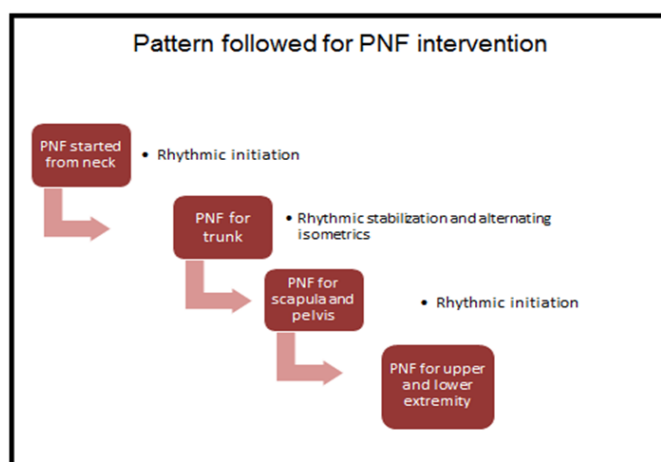 Pattern followed for PNF intervention
PNF started
from neck
• Rhythmic initiation
PNF for
trunk
• Rhythmic stabilization and alternating
isometrics
PNF for
scapula and
pelvis
• Rhythmic initiation
PNF for upper
and lower
extremity